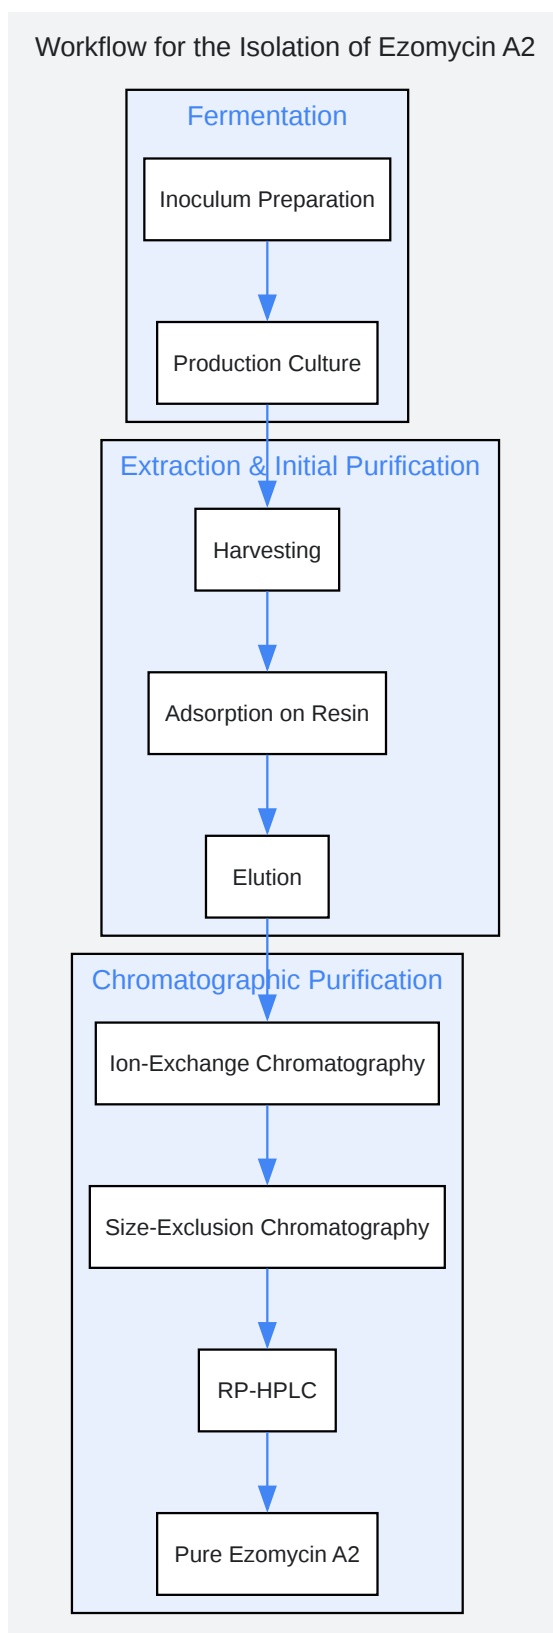 Workflow for the Isolation of Ezomycin A2
Fermentation
Inoculum Preparation
Production Culture
Extraction & Initial Purification
Harvesting
Adsorption on Resin
Elution
Chromatographic Purification
Ion-Exchange Chromatography
Size-Exclusion Chromatography
RP-HPLC
Pure Ezomycin A2